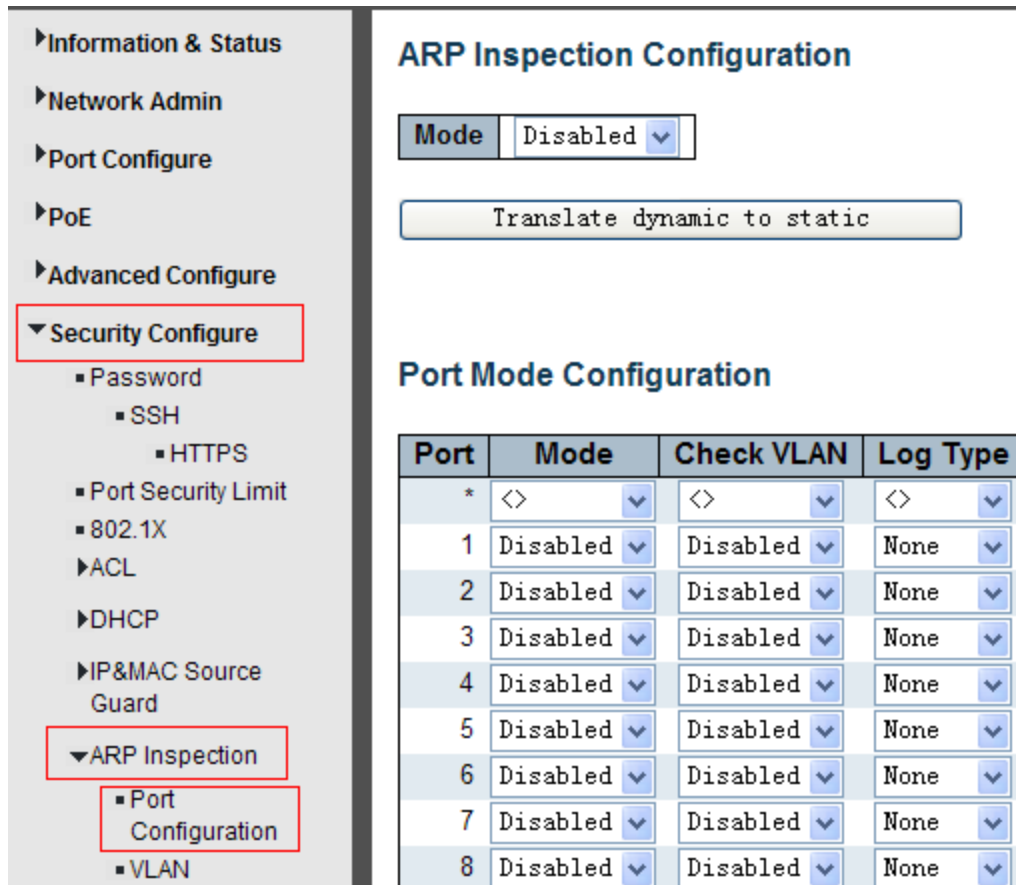 Information & Status
Network Admin
Port Configure
PoE
Advanced Configure
Security Configure
Password
SSH
HTTPS
Port Security Limit
802.1X
ACL
DHCP
IP&MAC Source
Guard
ARP Inspection
Port
Configuration
VLAN
ARP Inspection Configuration
Mode Disabled
Translate dynamic to static
Port Mode Configuration
Port Mode Check VLAN Log Type
* <> <> <>
1 Disabled Disabled None
2 Disabled Disabled None
3 Disabled Disabled None
4 Disabled Disabled None
5 Disabled Disabled None
6 Disabled Disabled None
7 Disabled Disabled None
8 Disabled Disabled None